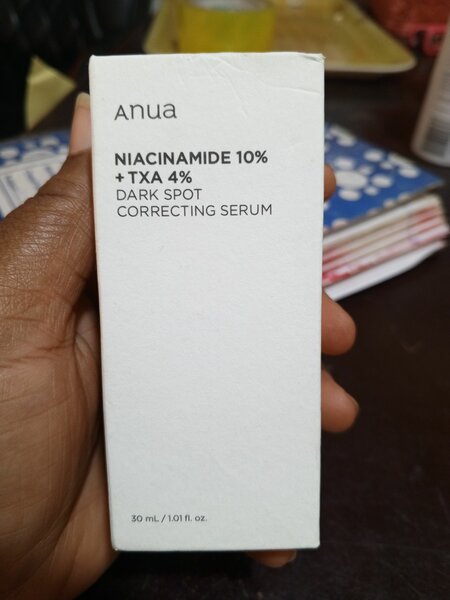 Anua
NIACINAMIDE 10%
+ TXA 4%
DARK SPOT
CORRECTING SERUM
30 mL / 1.01 fl. oz.